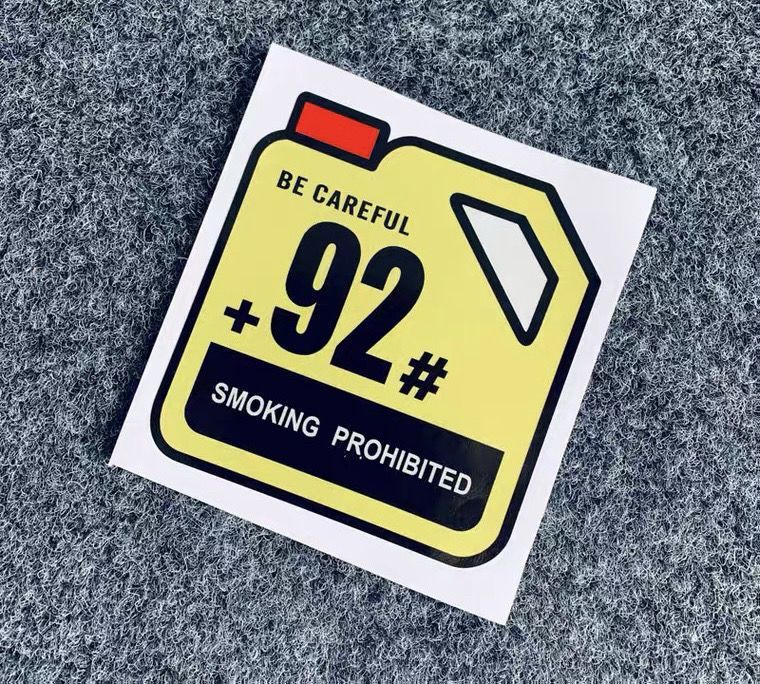 BE CAREFUL
+92#
SMOKING PROHIBITED